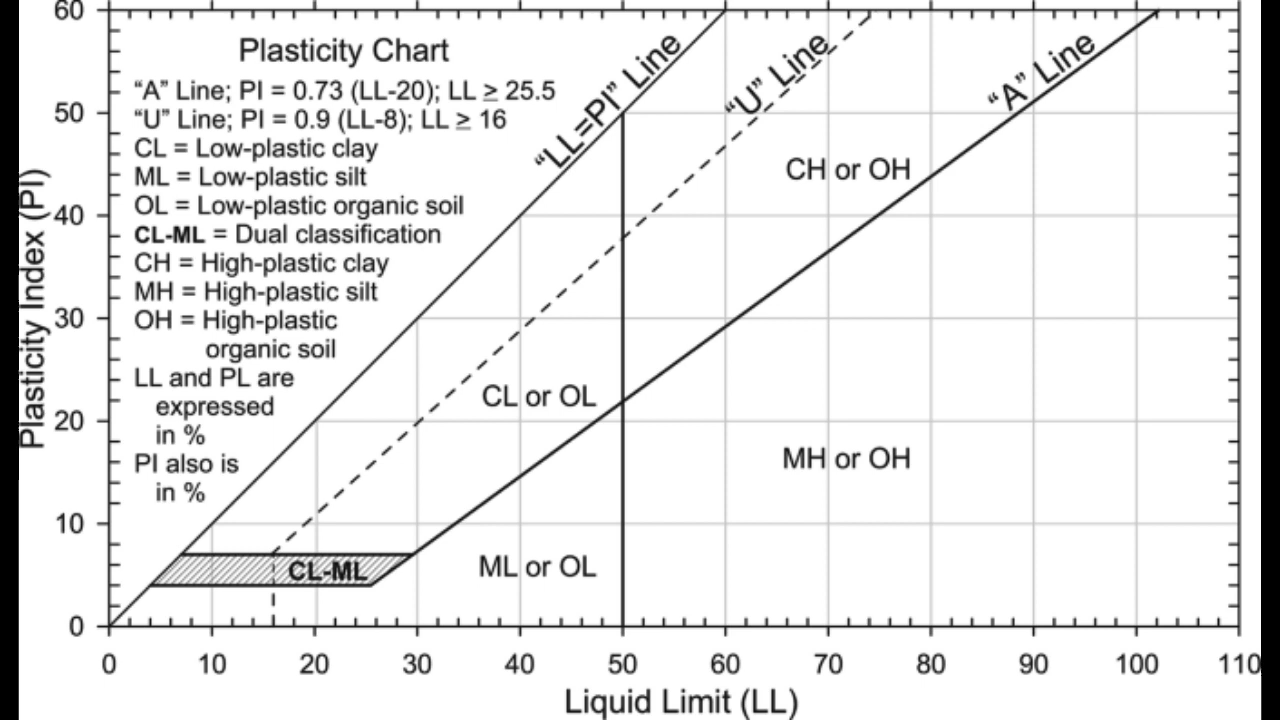 60
50
40
30
20
10
0
Plasticity Index (PI)
Plasticity Chart
“A” Line; PI = 0.73 (LL-20); LL ≥ 25.5
“U” Line; PI = 0.9 (LL-8); LL ≥ 16
CL = Low-plastic clay
ML = Low-plastic silt
OL = Low-plastic organic soil
CL-ML = Dual classification
CH = High-plastic clay
MH = High-plastic silt
OH = High-plastic
organic soil
LL and PL are
expressed
in %
PI also is
in %
“LL=PI” Line
“U” Line
“A” Line
CH or OH
CL or OL
MH or OH
ML or OL
CL-ML
0 10 20 30 40 50 60 70 80 90 100 110
Liquid Limit (LL)